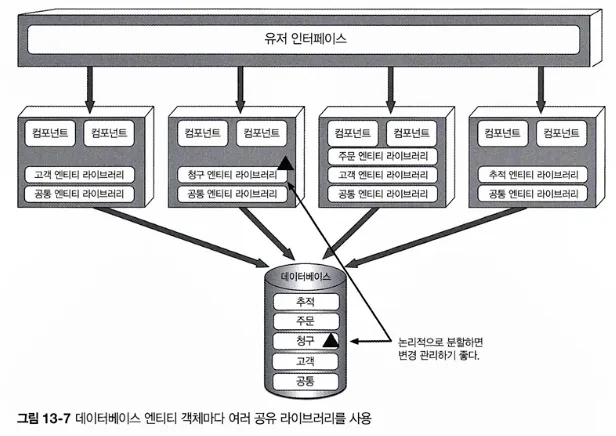 유저 인터페이스
컴포넌트 컴포넌트
고객 엔티티 라이브러리
공통 엔티티 라이브러리
컴포넌트 컴포넌트
청구 엔티티 라이브러리
공통 엔티티 라이브러리
컴포넌트 컴포넌트
주문 엔티티 라이브러리
고객 엔티티 라이브러리
공통 엔티티 라이브러리
컴포넌트 컴포넌트
추적 엔티티 라이브러리
공통 엔티티 라이브러리
데이터베이스
추적
주문
청구
고객
공통
논리적으로 분할하면
변경 관리하기 좋다.
그림 13-7 데이터베이스 엔티티 객체마다 여러 공유 라이브러리를 사용